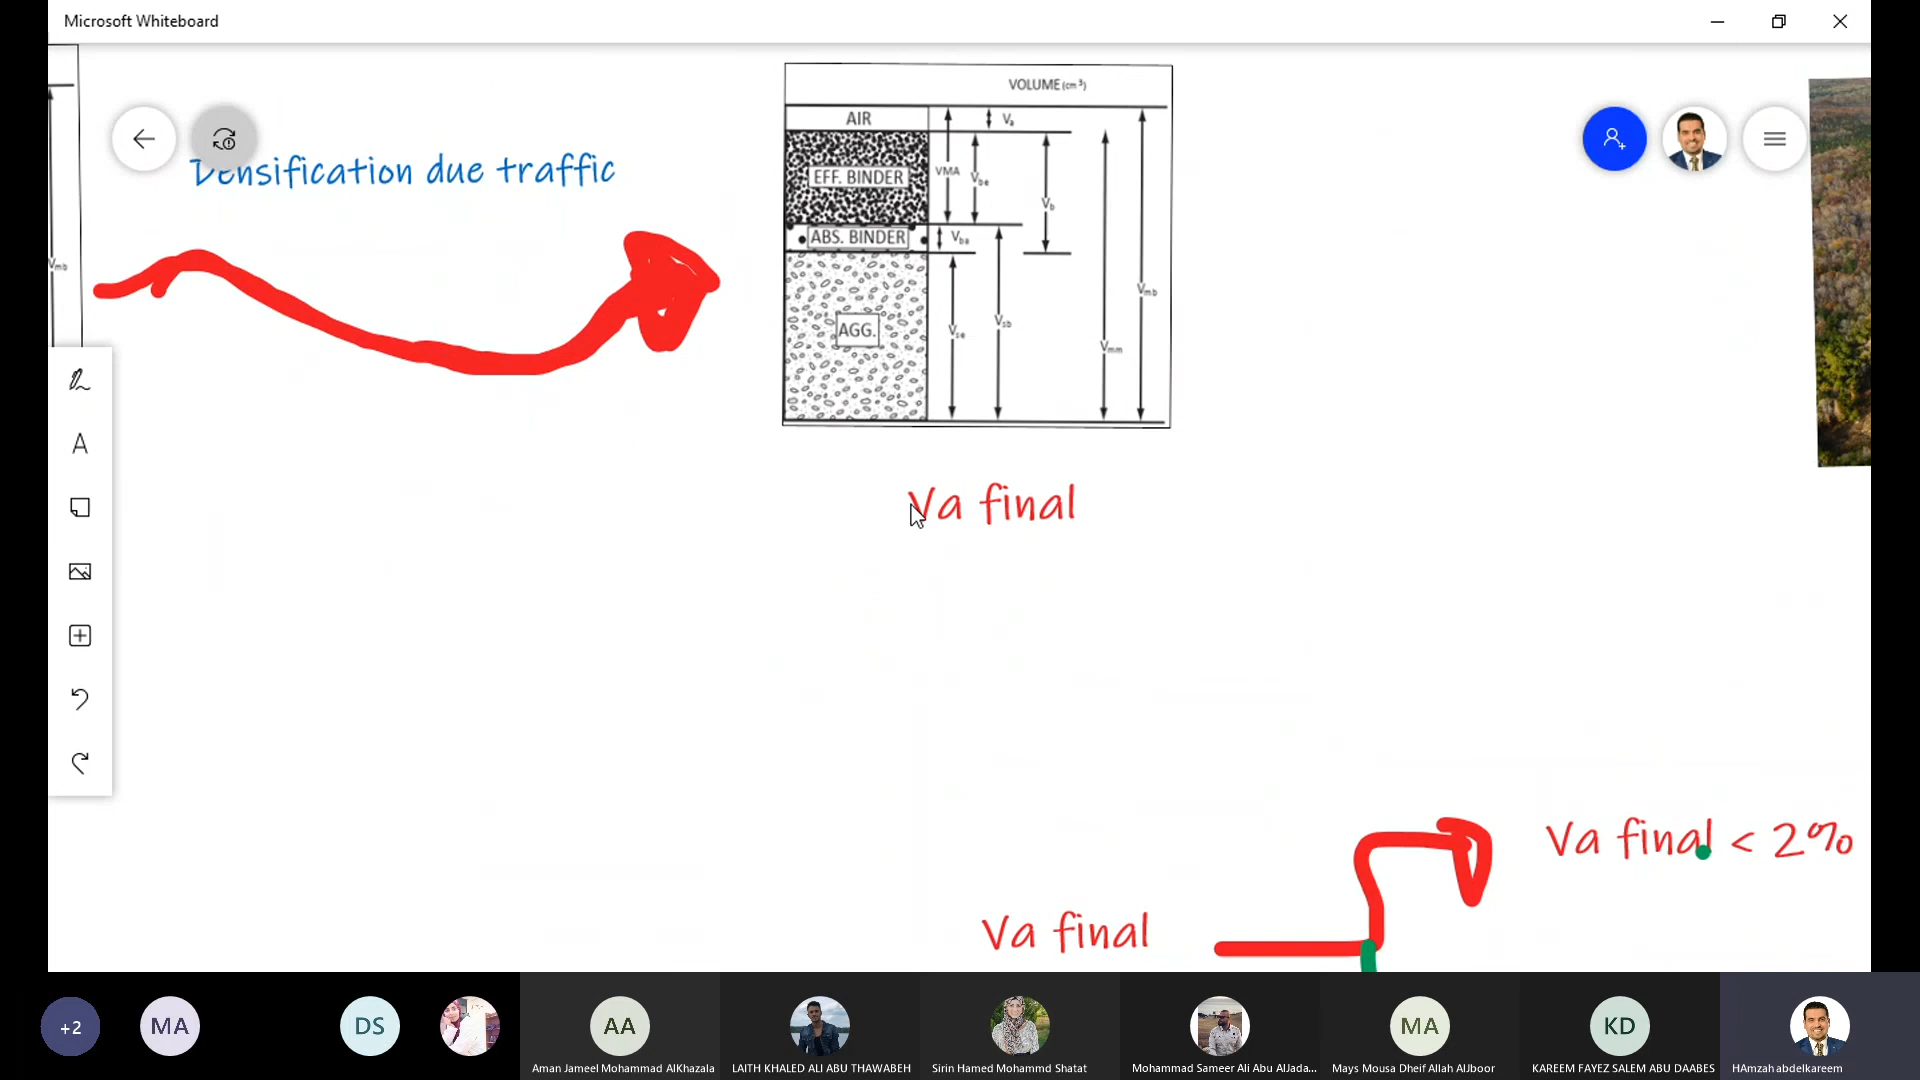 Microsoft Whiteboard
Densification due traffic
VOLUME (cm³)
AIR
Va
EFF. BINDER
VMA
Vbe
Vb
ABS. BINDER
Vba
Vmb
Vmb
AGG.
Vse
Vsb
Vmm
A
Va final
Va final < 2%
Va final
+2
MA
DS
AA
MA
KD
Aman Jameel Mohammad AlKhazala
LAITH KHALED ALI ABU THAWABEH
Sirin Hamed Mohammd Shatat
Mohammad Sameer Ali Abu AlJada...
Mays Mousa Dheif Allah AlJboor
KAREEM FAYEZ SALEM ABU DAABES
HAmzah abdelkareem